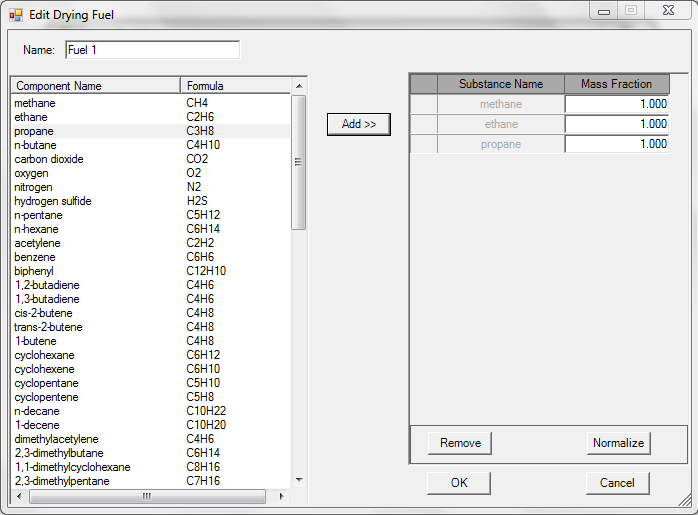 Edit Drying Fuel
Name: Fuel 1
Component Name Formula
methane CH4
ethane C2H6
propane C3H8
n-butane C4H10
carbon dioxide CO2
oxygen O2
nitrogen N2
hydrogen sulfide H2S
n-pentane C5H12
n-hexane C6H14
acetylene C2H2
benzene C6H6
biphenyl C12H10
1,2-butadiene C4H6
1,3-butadiene C4H6
cis-2-butene C4H8
trans-2-butene C4H8
1-butene C4H8
cyclohexane C6H12
cyclohexene C6H10
cyclopentane C5H10
cyclopentene C5H8
n-decane C10H22
1-decene C10H20
dimethylacetylene C4H6
2,3-dimethylbutane C6H14
1,1-dimethylcyclohexane C8H16
2,3-dimethylpentane C7H16
Add >>
Substance Name Mass Fraction
methane 1.000
ethane 1.000
propane 1.000
Remove Normalize
OK Cancel